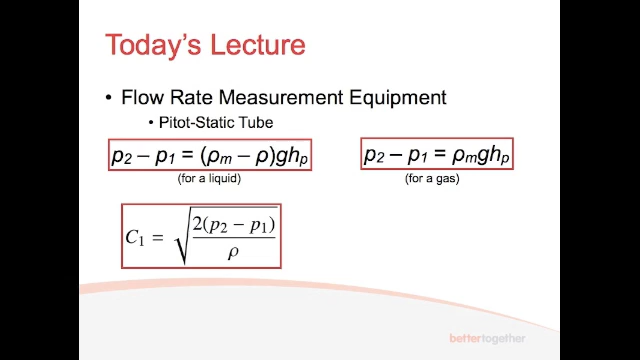 Today's Lecture
• Flow Rate Measurement Equipment
• Pitot-Static Tube
p₂ – p₁ = (ρₘ – ρ)ghₚ
p₂ – p₁ = ρₘghₚ
(for a liquid)
(for a gas)
C₁ = √(2(p₂ − p₁)/ρ)
bettertogether